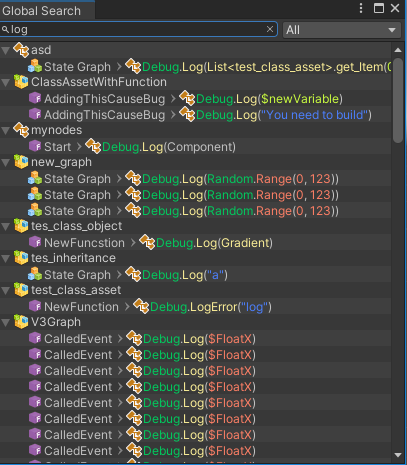 Global Search
log
All
asd
State Graph > Debug.Log(List<test_class_asset>.get_Item(
ClassAssetWithFunction
AddingThisCauseBug > Debug.Log($newVariable)
AddingThisCauseBug > Debug.Log("You need to build")
mynodes
Start > Debug.Log(Component)
new_graph
State Graph > Debug.Log(Random.Range(0, 123))
State Graph > Debug.Log(Random.Range(0, 123))
State Graph > Debug.Log(Random.Range(0, 123))
tes_class_object
NewFuncstion > Debug.Log(Gradient)
tes_inheritance
State Graph > Debug.Log("a")
test_class_asset
NewFunction > Debug.LogError("log")
V3Graph
CalledEvent > Debug.Log($FloatX)
CalledEvent > Debug.Log($FloatX)
CalledEvent > Debug.Log($FloatX)
CalledEvent > Debug.Log($FloatX)
CalledEvent > Debug.Log($FloatX)
CalledEvent > Debug.Log($FloatX)
CalledEvent > Debug.Log($FloatX)
CalledEvent > Debug.Log($FloatX)